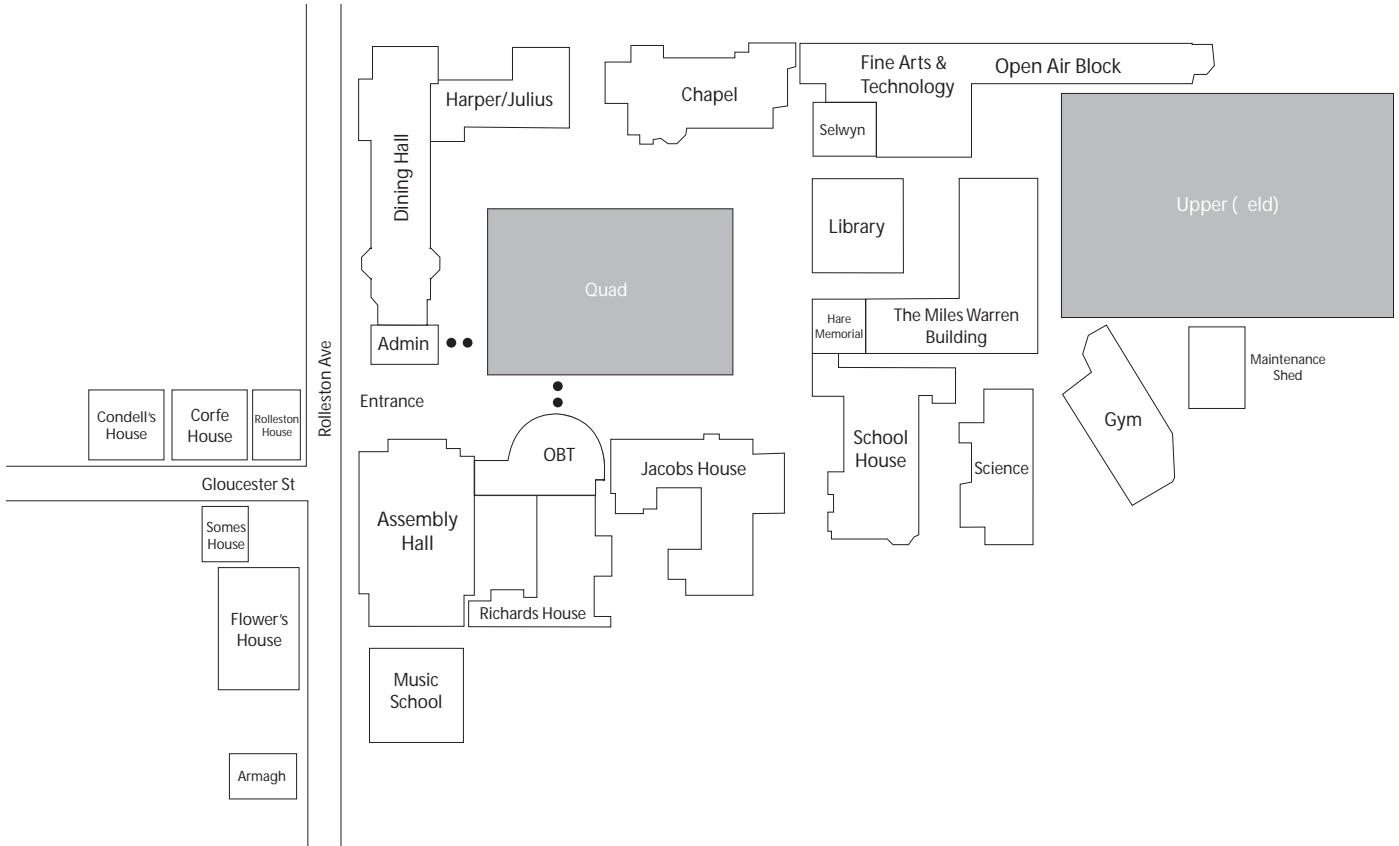 Fine Arts &
Technology
Open Air Block
Harper/Julius
Chapel
Selwyn
Dining Hall
Upper ( eld)
Library
Quad
Hare
Memorial
The Miles Warren
Building
Admin
Rolleston Ave
Maintenance
Shed
Entrance
Condell's
House
Corfe
House
Rolleston
House
Gym
School
House
OBT
Jacobs House
Science
Gloucester St
Assembly
Hall
Somes
House
Flower's
House
Richards House
Music
School
Armagh